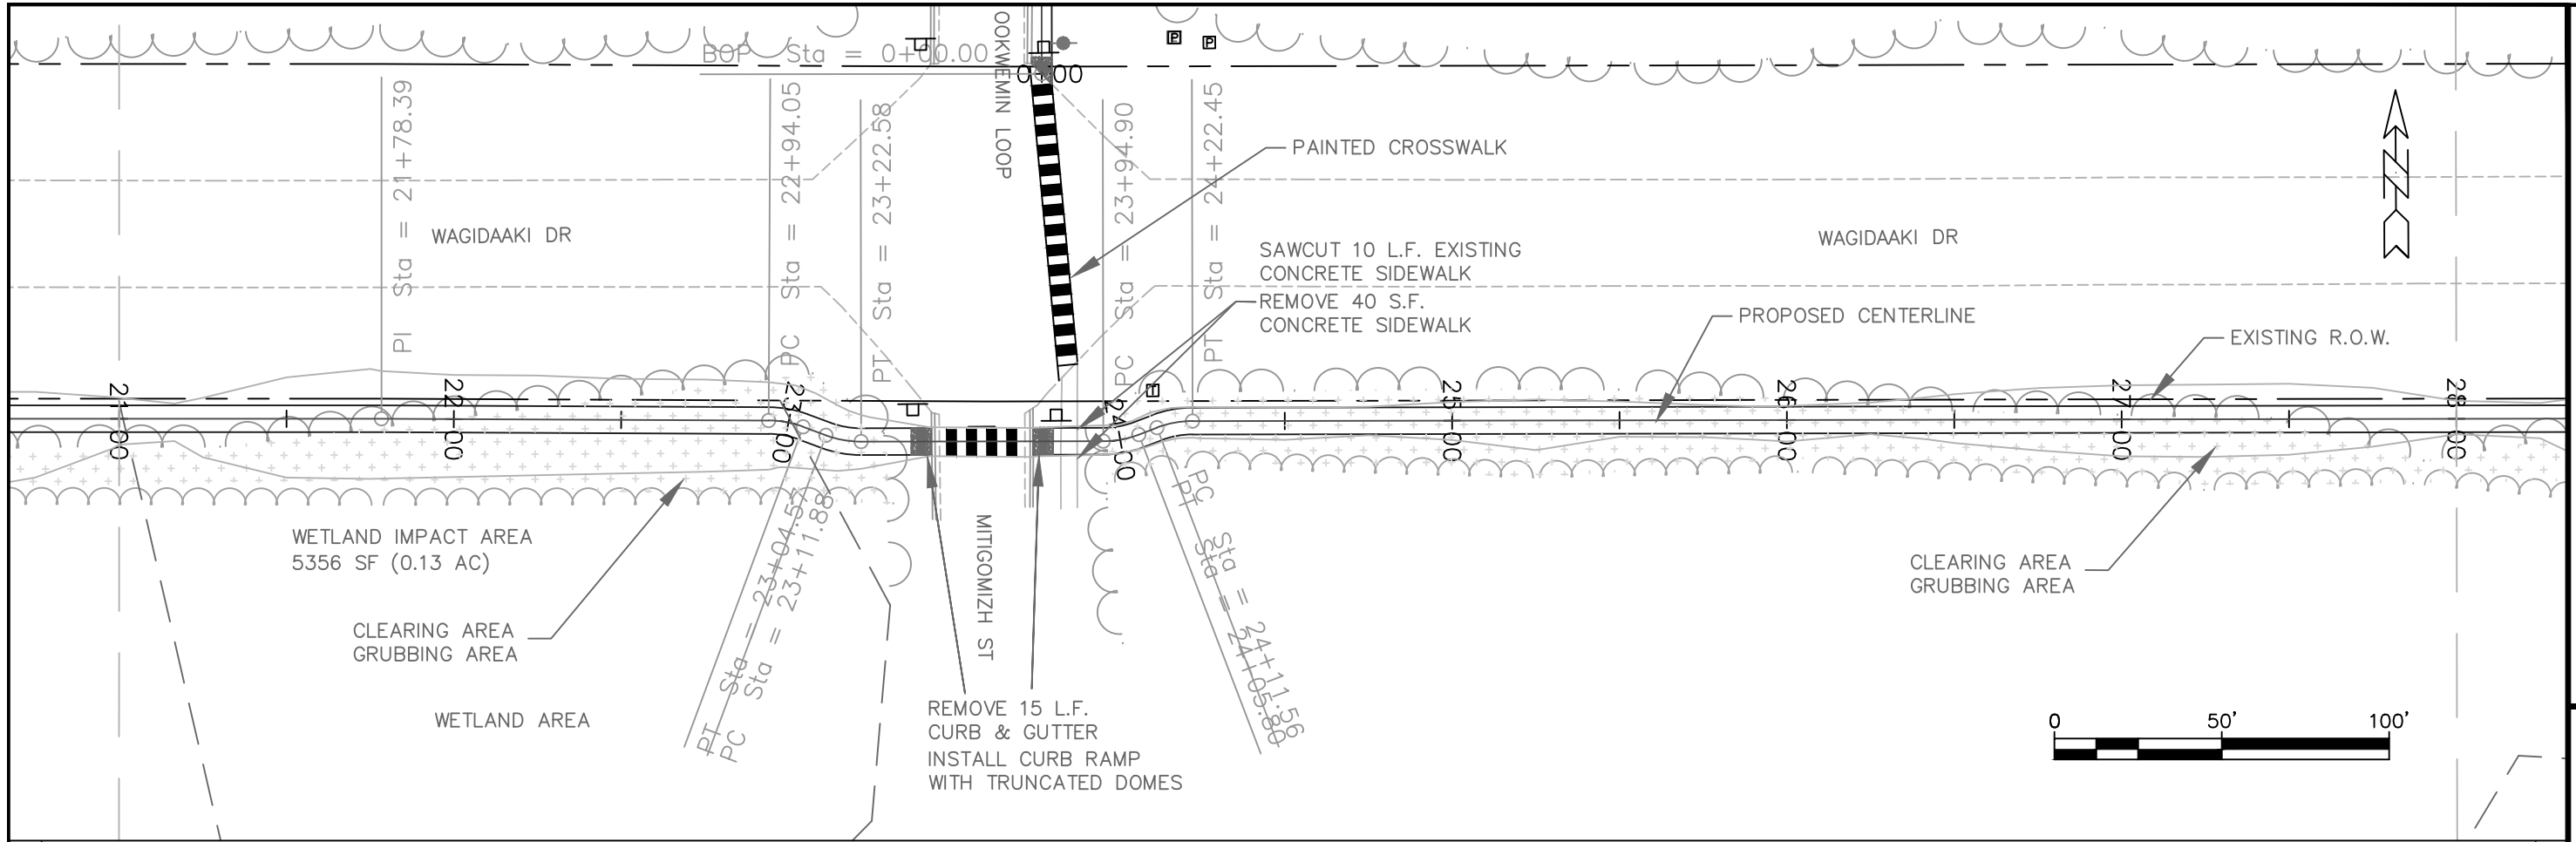 BOP Sta = 0+00.00
OOKWEMIN LOOP
P
P
PI Sta = 21+78.39
PC Sta = 22+94.05
PT Sta = 23+22.58
PC Sta = 23+94.90
PT Sta = 24+22.45
PAINTED CROSSWALK
WAGIDAAKI DR
WAGIDAAKI DR
SAWCUT 10 L.F. EXISTING
CONCRETE SIDEWALK
REMOVE 40 S.F.
CONCRETE SIDEWALK
PROPOSED CENTERLINE
EXISTING R.O.W.
N
22+00
23+00
24+00
25+00
26+00
27+00
28+00
PT Sta = 23+04.57
PC Sta = 23+11.88
PC Sta = 24+11.56
PI Sta = 24+05.80
WETLAND IMPACT AREA
5356 SF (0.13 AC)
CLEARING AREA
GRUBBING AREA
MITIGOMIZH ST
CLEARING AREA
GRUBBING AREA
WETLAND AREA
REMOVE 15 L.F.
CURB & GUTTER
INSTALL CURB RAMP
WITH TRUNCATED DOMES
0 50' 100'